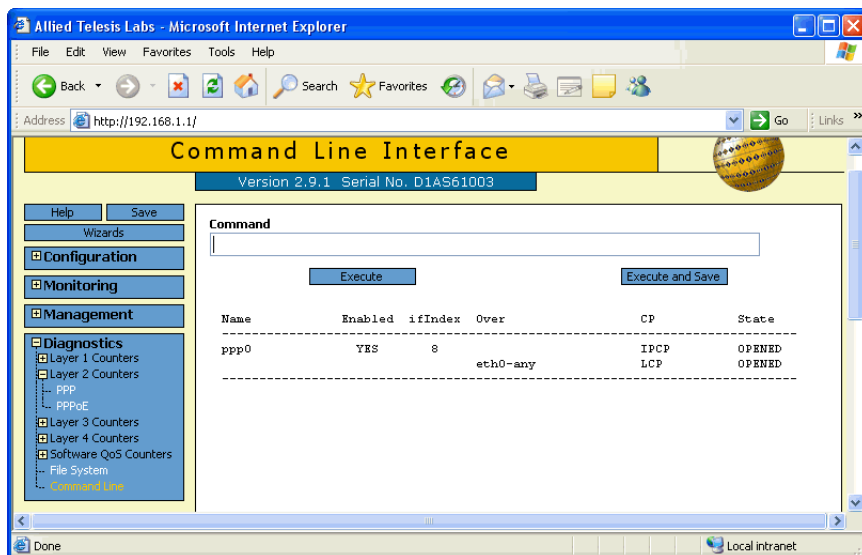 Allied Telesis Labs - Microsoft Internet Explorer
File Edit View Favorites Tools Help
Back Search Favorites
Address http://192.168.1.1/ Go Links »
Command Line Interface
Version 2.9.1 Serial No. D1AS61003
Help Save
Wizards
Configuration
Monitoring
Management
Diagnostics
Layer 1 Counters
Layer 2 Counters
PPP
PPPoE
Layer 3 Counters
Layer 4 Counters
Software QoS Counters
File System
Command Line
Command
Execute Execute and Save
Name Enabled ifIndex Over CP State
--------------------------------------------------------------------------------
ppp0 YES 8 IPCP OPENED
eth0-any LCP OPENED
--------------------------------------------------------------------------------
Done Local intranet